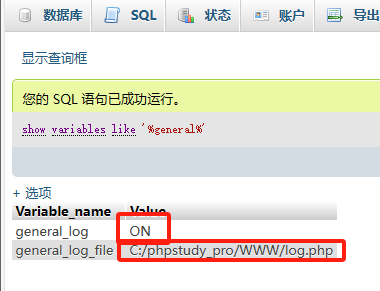 数据库 SQL 状态 账户 导出
显示查询框
您的 SQL 语句已成功运行。
show variables like '%general%'
+ 选项
Variable_name Value
general_log ON
general_log_file C:/phpstudy_pro/WWW/log.php